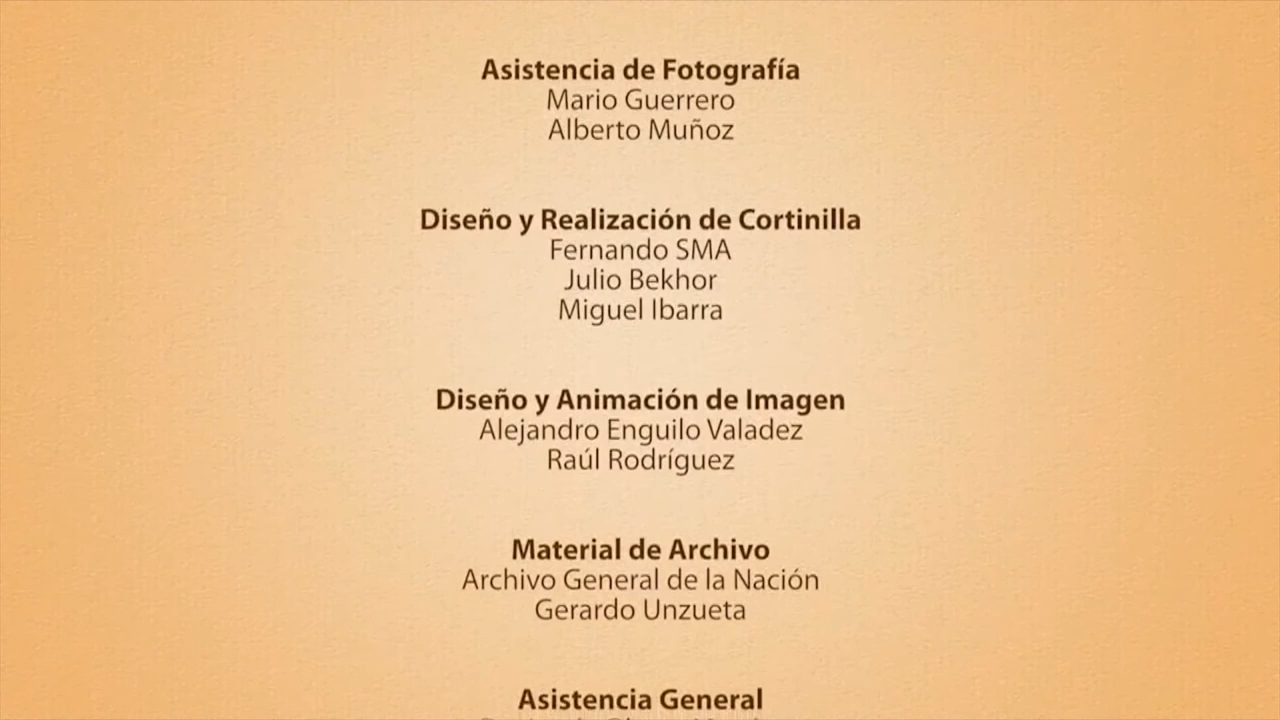 Asistencia de Fotografía
Mario Guerrero
Alberto Muñoz
Diseño y Realización de Cortinilla
Fernando SMA
Julio Bekhor
Miguel Ibarra
Diseño y Animación de Imagen
Alejandro Enguilo Valadez
Raúl Rodríguez
Material de Archivo
Archivo General de la Nación
Gerardo Unzueta
Asistencia General